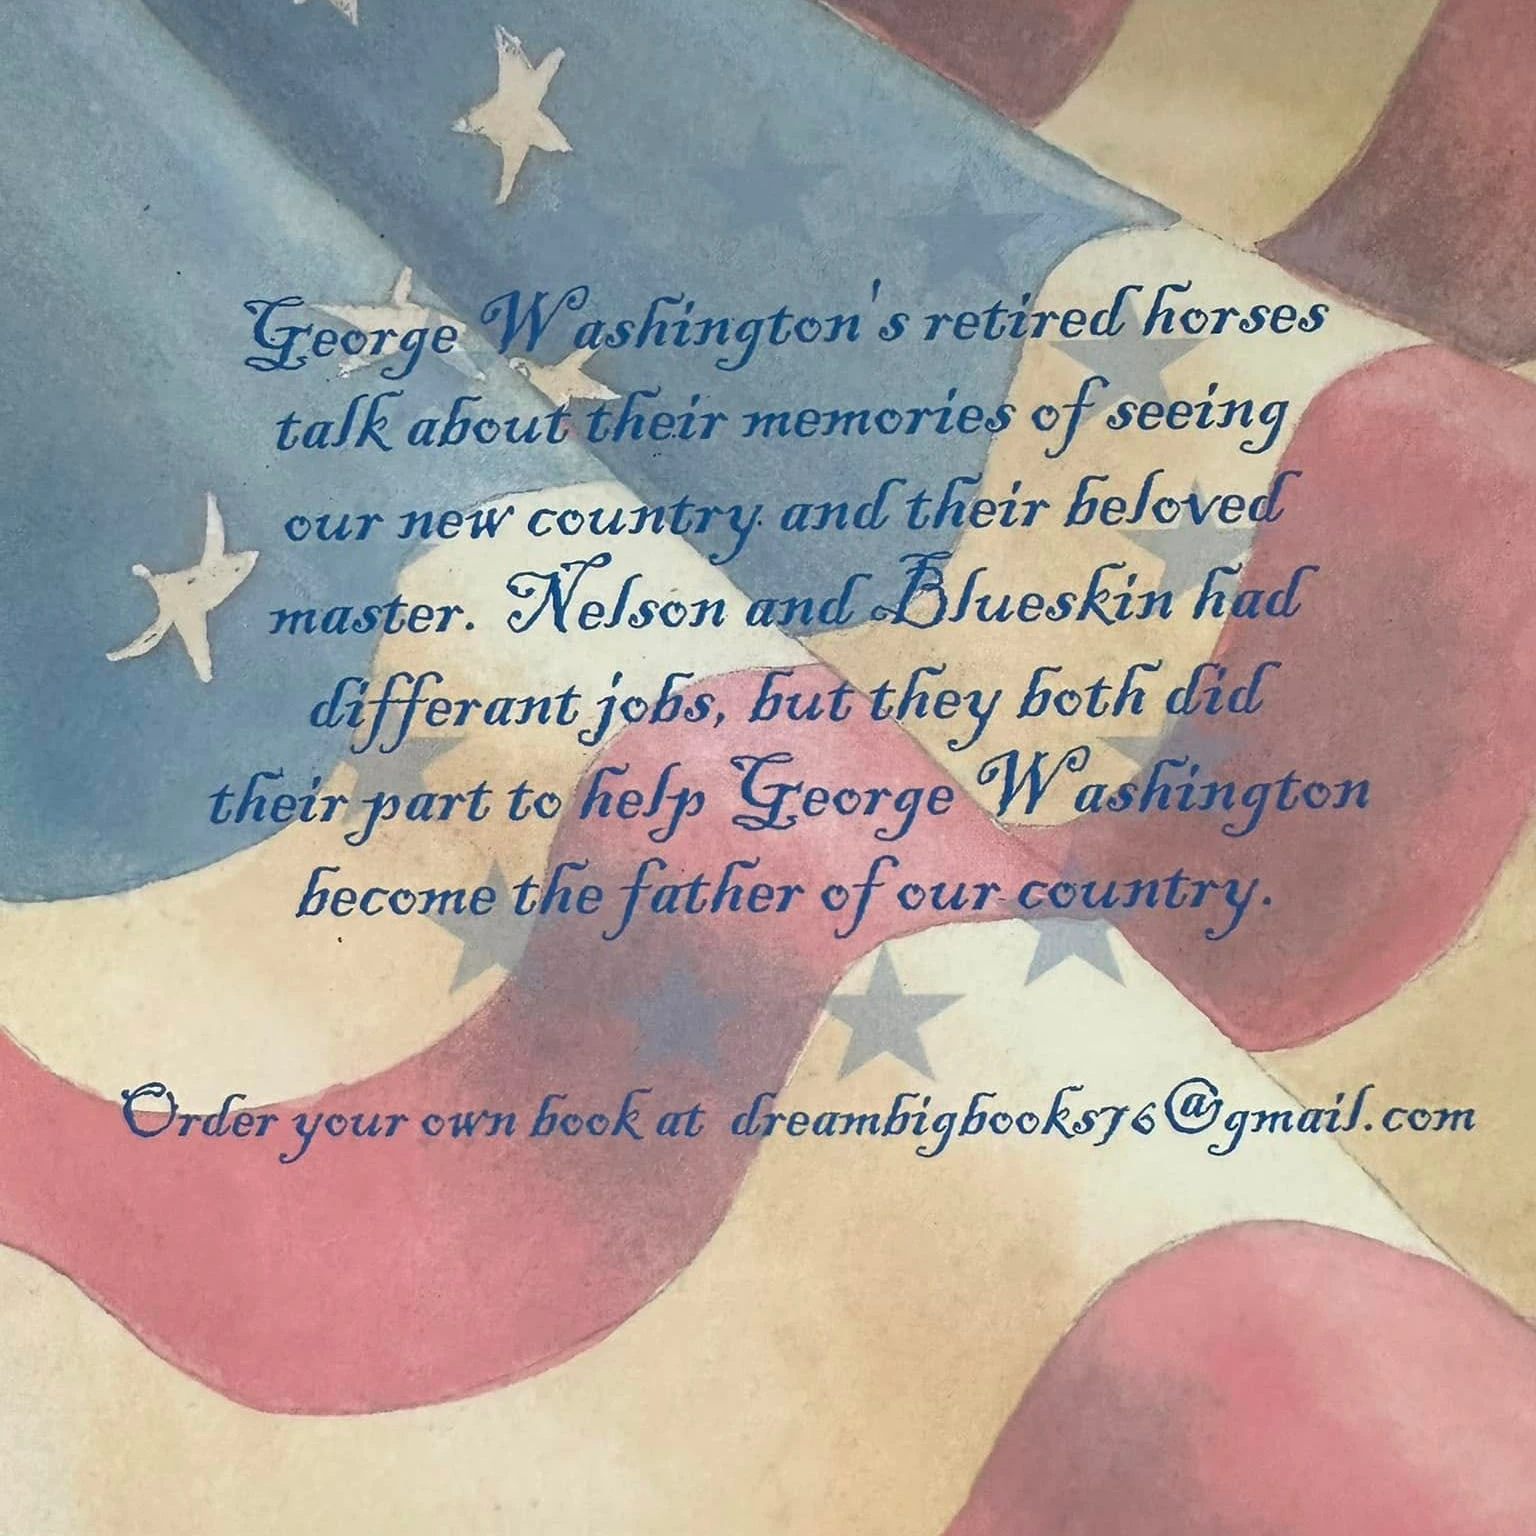 George Washington's retired horses
talk about their memories of seeing
our new country and their beloved
master. Nelson and Blueskin had
differant jobs, but they both did
their part to help George Washington
become the father of our country.
Order your own book at dreambigbooks76@gmail.com